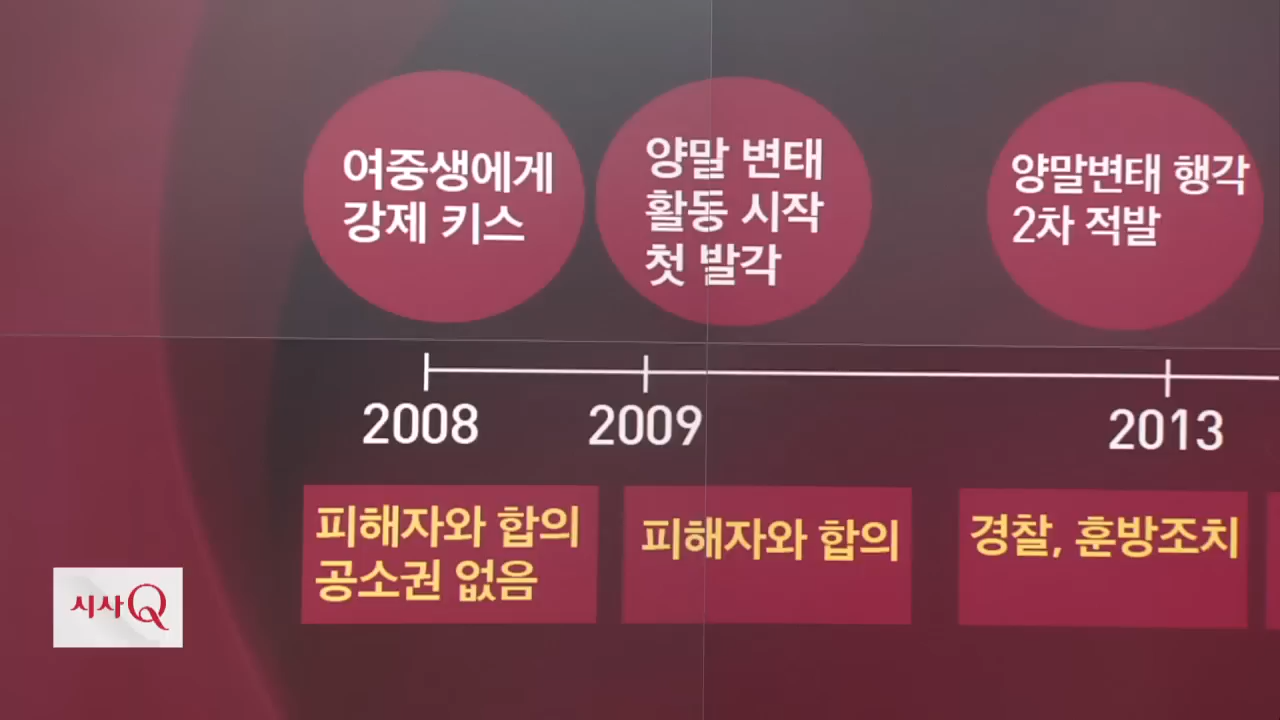 여중생에게
강제 키스
양말 변태
활동 시작
첫 발각
양말변태 행각
2차 적발
2008
2009
2013
피해자와 합의
공소권 없음
피해자와 합의
경찰, 훈방조치
시사Q